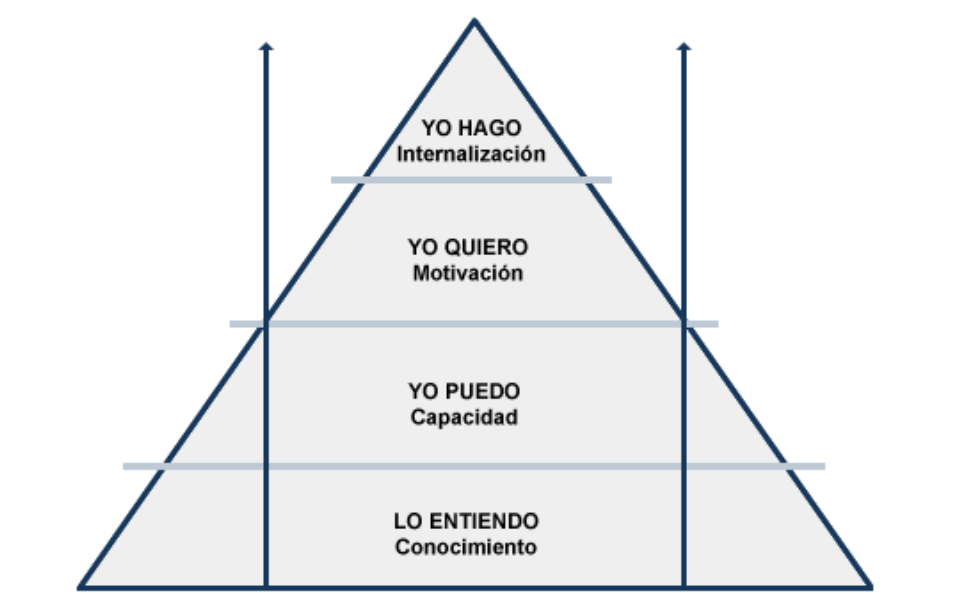 YO HAGO
Internalización
YO QUIERO
Motivación
YO PUEDO
Capacidad
LO ENTIENDO
Conocimiento